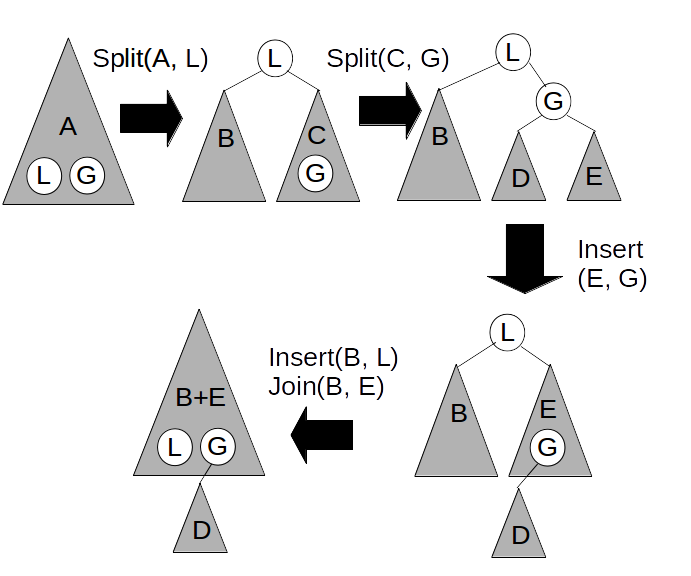 Split(A, L)
Split(C, G)
A
L
G
L
B
C
G
L
G
B
D
E
Insert
(E, G)
L
B
E
G
D
Insert(B, L)
Join(B, E)
B+E
L
G
D